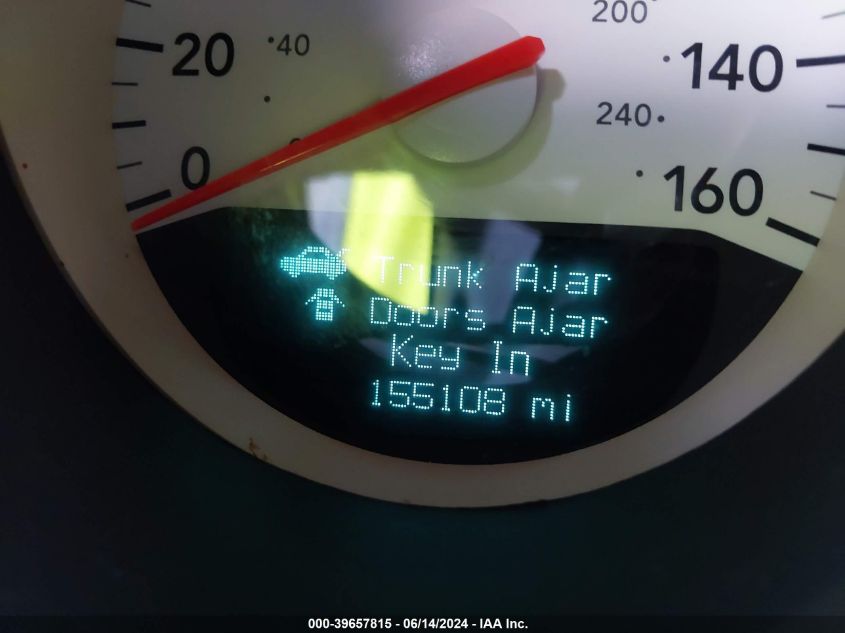 200
20 40 140
240
0 160
Trunk Ajar
Doors Ajar
Key In
155108 mi
000-39657815 - 06/14/2024 - IAA Inc.